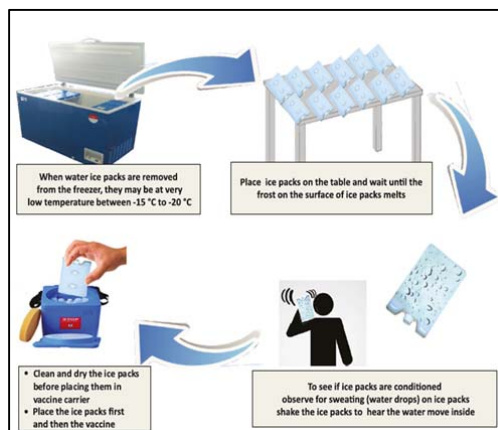 When water ice packs are removed
from the freezer, they may be at very
low temperature between -15 °C to -20 °C
Place ice packs on the table and wait until the
frost on the surface of ice packs melts
To see if ice packs are conditioned
observe for sweating (water drops) on ice packs
shake the ice packs to hear the water move inside
• Clean and dry the ice packs
before placing them in
vaccine carrier
• Place the ice packs first
and then the vaccine